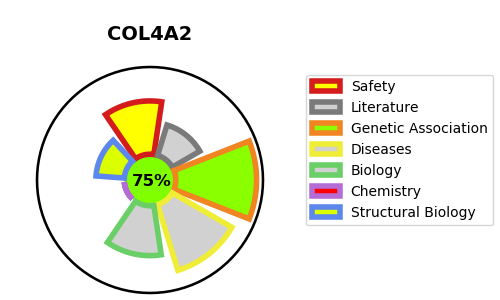 COL4A2
75%
Safety
Literature
Genetic Association
Diseases
Biology
Chemistry
Structural Biology